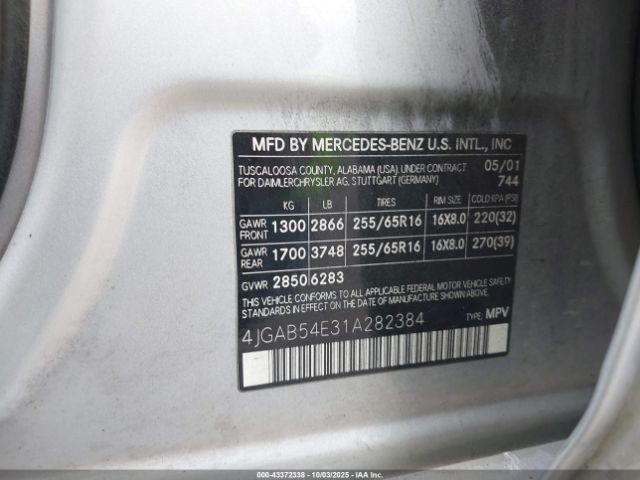 MFD BY MERCEDES-BENZ U.S. INTL., INC
TUSCALOOSA COUNTY, ALABAMA (USA), UNDER CONTRACT 05/01
FOR DAIMLERCHRYSLER AG, STUTTGART (GERMANY) 744
KG LB TIRES RIM SIZE COLD KPA (PSI)
GAWR FRONT 1300 2866 255/65R16 16X8.0 220(32)
GAWR REAR 1700 3748 255/65R16 16X8.0 270(39)
GVWR 2850 6283
THIS VEHICLE CONFORMS TO ALL APPLICABLE FEDERAL MOTOR VEHICLE SAFETY
STANDARDS IN EFFECT ON THE DATE OF MANUFACTURE SHOWN ABOVE.
4JGAB54E31A282384 TYPE: MPV
000-43372338 - 10/03/2025 - IAAI.COM